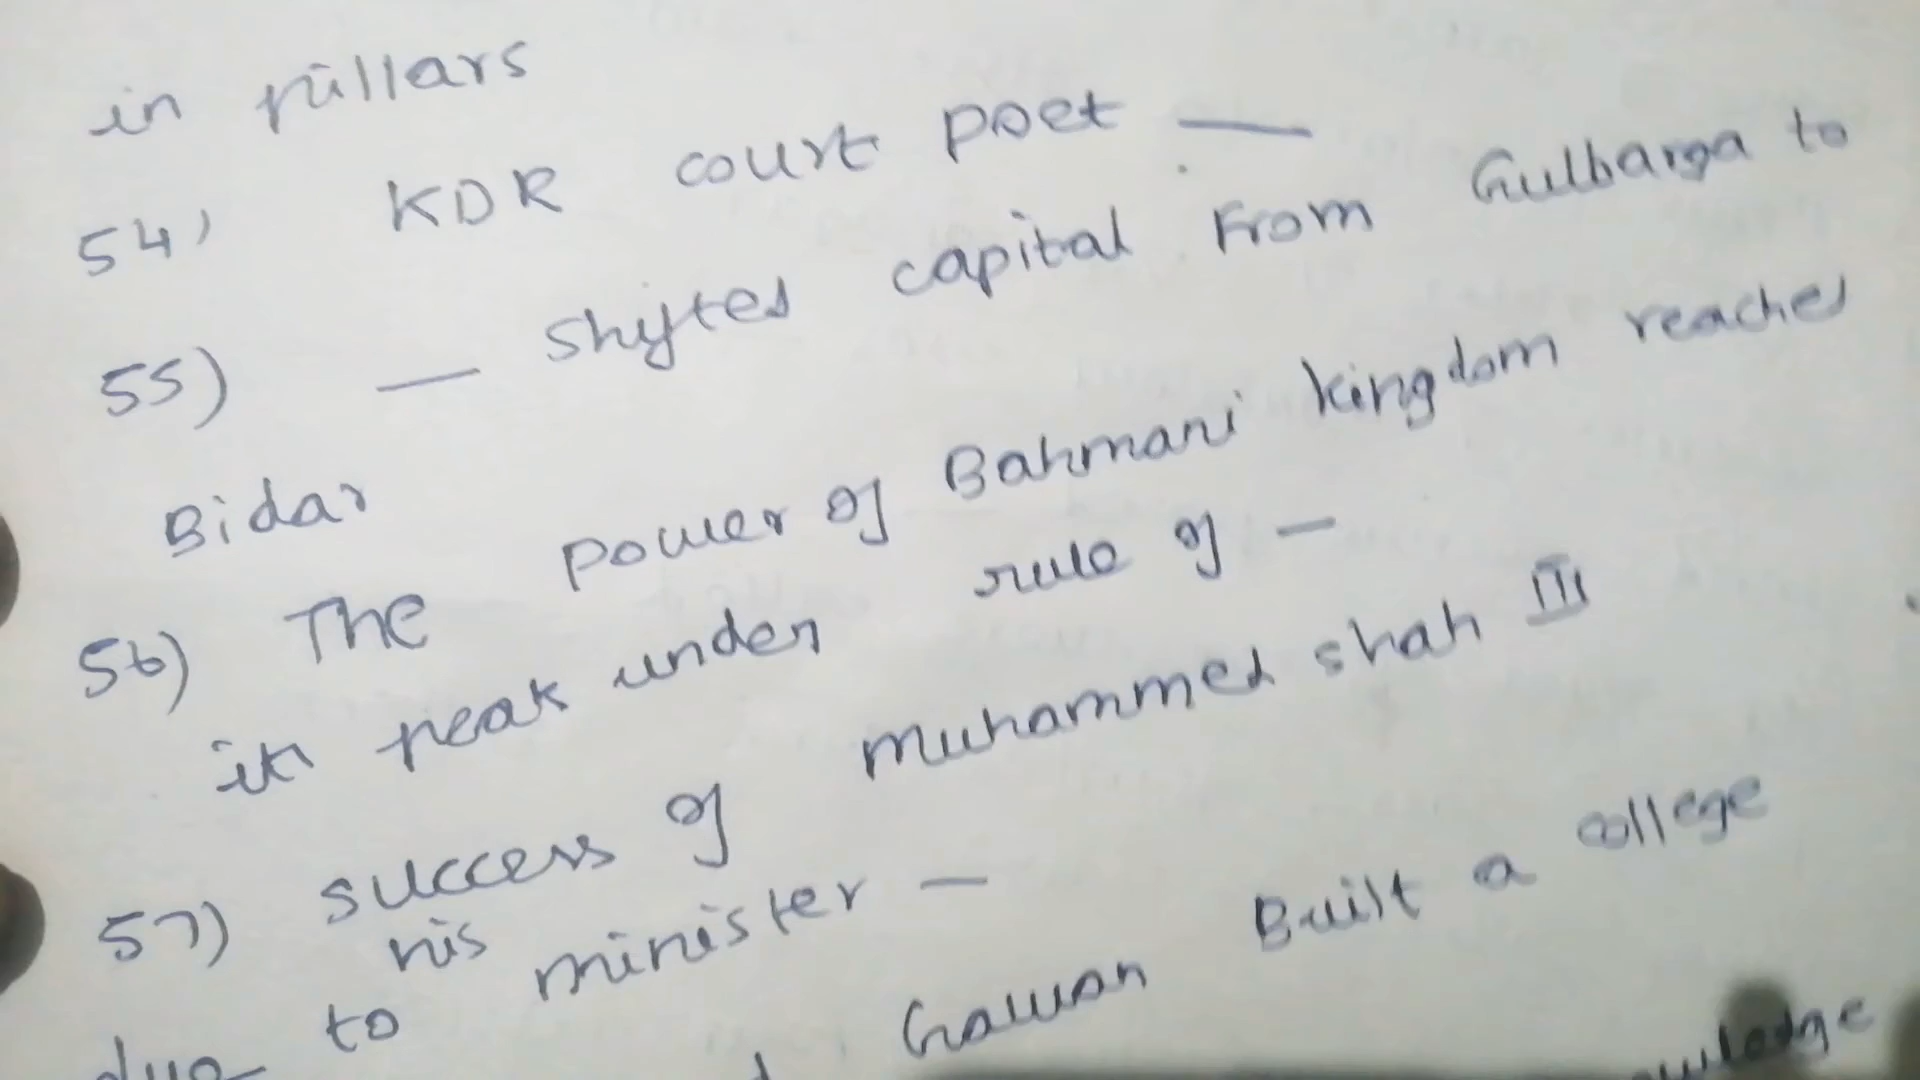 in pillars
54) KDR court poet —
55) — Shifted capital From Gulbarga to
Bidar
56) The power of Bahmani kingdom reached
its peak under rule of —
57) success of Muhammed shah III
due to his minister —
Gawan Built a college